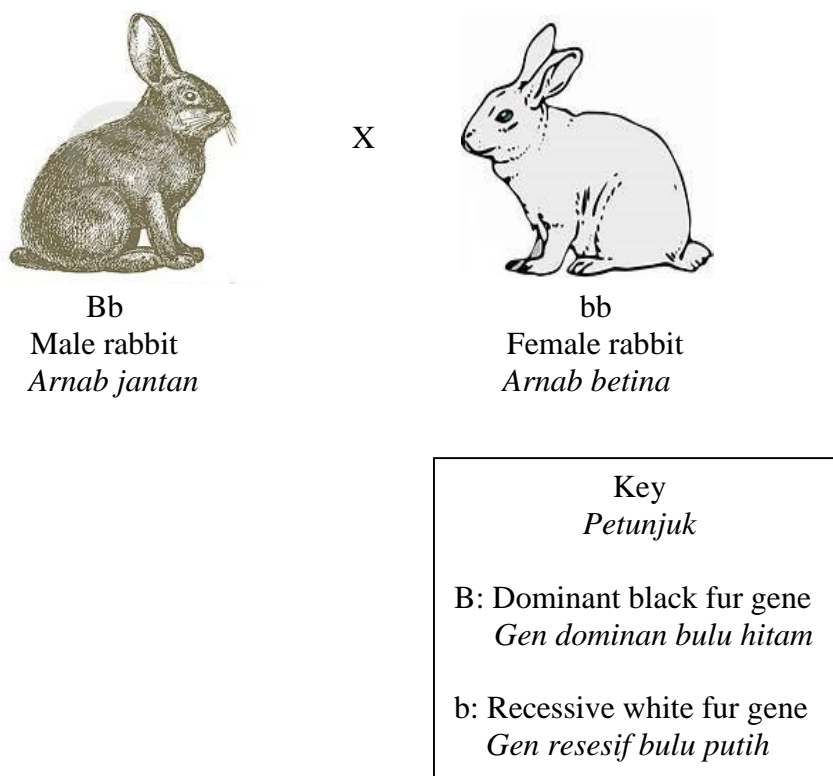 X
Bb
Male rabbit
Arnab jantan
bb
Female rabbit
Arnab betina
Key
Petunjuk
B: Dominant black fur gene
Gen dominan bulu hitam
b: Recessive white fur gene
Gen resesif bulu putih